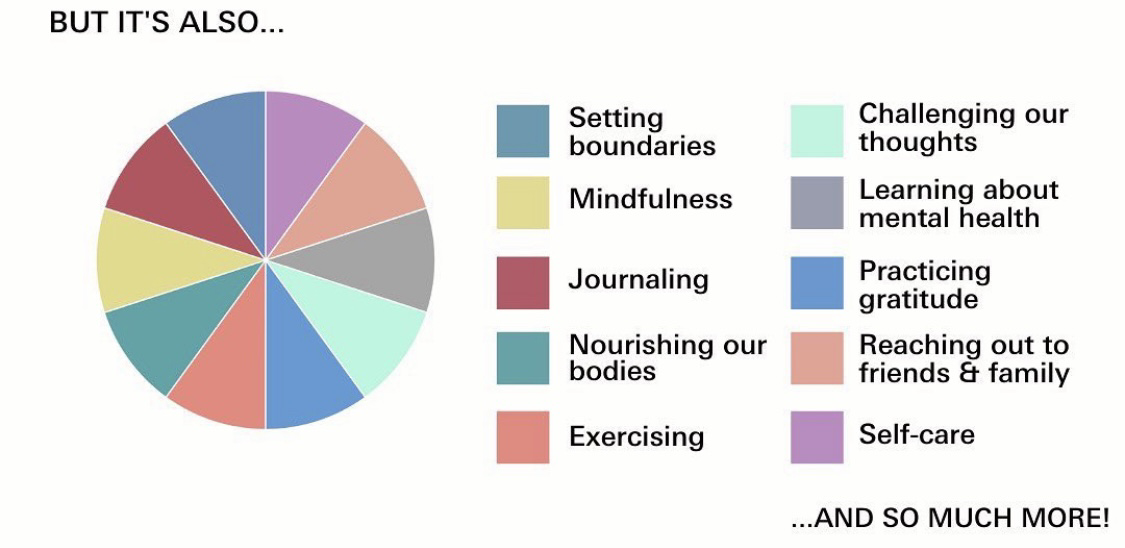 BUT IT'S ALSO...
Setting
boundaries
Mindfulness
Journaling
Nourishing our
bodies
Exercising
Challenging our
thoughts
Learning about
mental health
Practicing
gratitude
Reaching out to
friends & family
Self-care
...AND SO MUCH MORE!